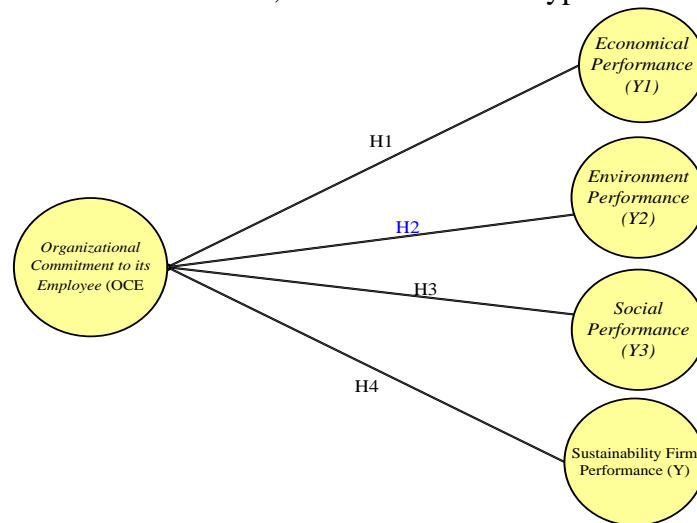 Economical
Performance
(Y1)
H1
Environment
Performance
(Y2)
H2
Organizational
Commitment to its
Employee (OCE
H3
Social
Performance
(Y3)
H4
Sustainability Firm
Performance (Y)